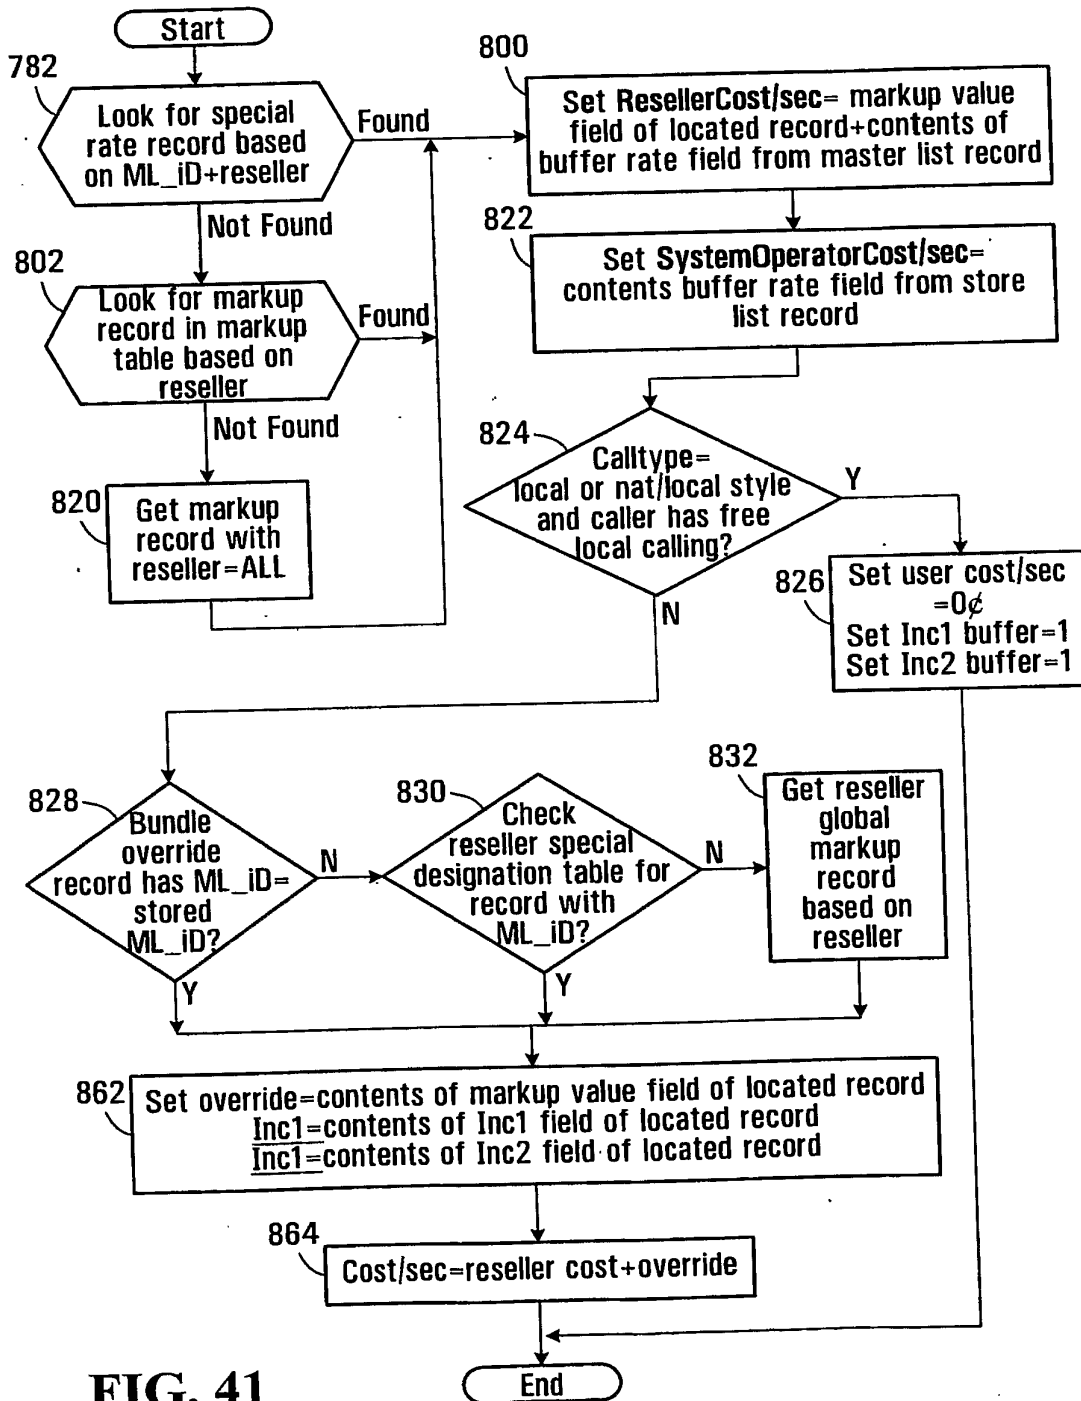 Start
782
Look for special
rate record based
on ML_iD+reseller
Found
Not Found
800
Set ResellerCost/sec= markup value
field of located record+contents of
buffer rate field from master list record
802
Look for markup
record in markup
table based on
reseller
Found
Not Found
822
Set SystemOperatorCost/sec=
contents buffer rate field from store
list record
820
Get markup
record with
reseller=ALL
824
Calltype=
local or nat/local style
and caller has free
local calling?
Y
N
826
Set user cost/sec
=0¢
Set Inc1 buffer=1
Set Inc2 buffer=1
828
Bundle
override
record has ML_iD=
stored
ML_iD?
N
Y
830
Check
reseller special
designation table for
record with
ML_iD?
N
Y
832
Get reseller
global
markup
record
based on
reseller
862
Set override=contents of markup value field of located record
Inc1=contents of Inc1 field of located record
Inc1=contents of Inc2 field of located record
864
Cost/sec=reseller cost+override
End
FIG. 41